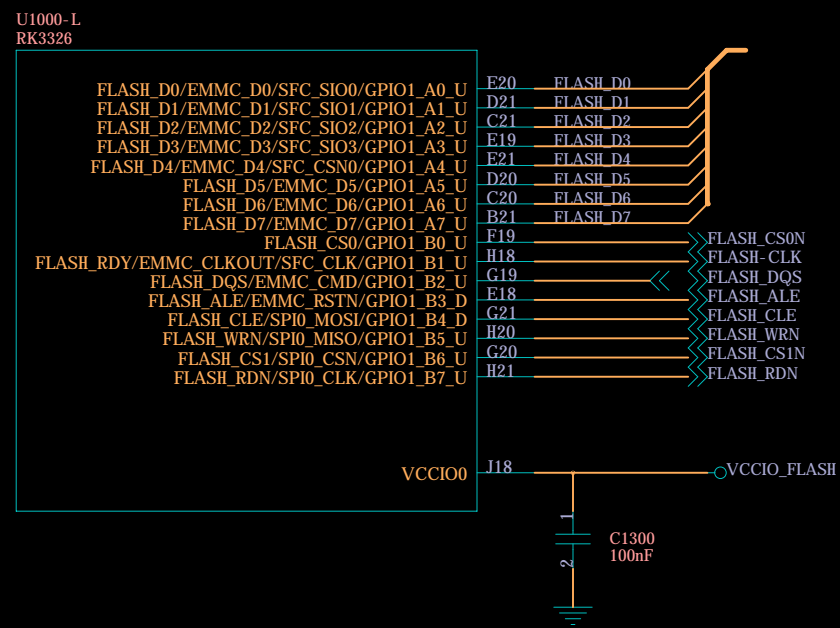 U1000-L
RK3326
FLASH_D0/EMMC_D0/SFC_SIO0/GPIO1_A0_U E20 FLASH_D0
FLASH_D1/EMMC_D1/SFC_SIO1/GPIO1_A1_U D21 FLASH_D1
FLASH_D2/EMMC_D2/SFC_SIO2/GPIO1_A2_U C21 FLASH_D2
FLASH_D3/EMMC_D3/SFC_SIO3/GPIO1_A3_U E19 FLASH_D3
FLASH_D4/EMMC_D4/SFC_CSN0/GPIO1_A4_U E21 FLASH_D4
FLASH_D5/EMMC_D5/GPIO1_A5_U D20 FLASH_D5
FLASH_D6/EMMC_D6/GPIO1_A6_U C20 FLASH_D6
FLASH_D7/EMMC_D7/GPIO1_A7_U B21 FLASH_D7
FLASH_CS0/GPIO1_B0_U F19 FLASH_CS0N
FLASH_RDY/EMMC_CLKOUT/SFC_CLK/GPIO1_B1_U H18 FLASH-CLK
FLASH_DQS/EMMC_CMD/GPIO1_B2_U G19 FLASH_DQS
FLASH_ALE/EMMC_RSTN/GPIO1_B3_D E18 FLASH_ALE
FLASH_CLE/SPI0_MOSI/GPIO1_B4_D G21 FLASH_CLE
FLASH_WRN/SPI0_MISO/GPIO1_B5_U H20 FLASH_WRN
FLASH_CS1/SPI0_CSN/GPIO1_B6_U G20 FLASH_CS1N
FLASH_RDN/SPI0_CLK/GPIO1_B7_U H21 FLASH_RDN
VCCIO0 J18 VCCIO_FLASH
1
C1300
100nF
2